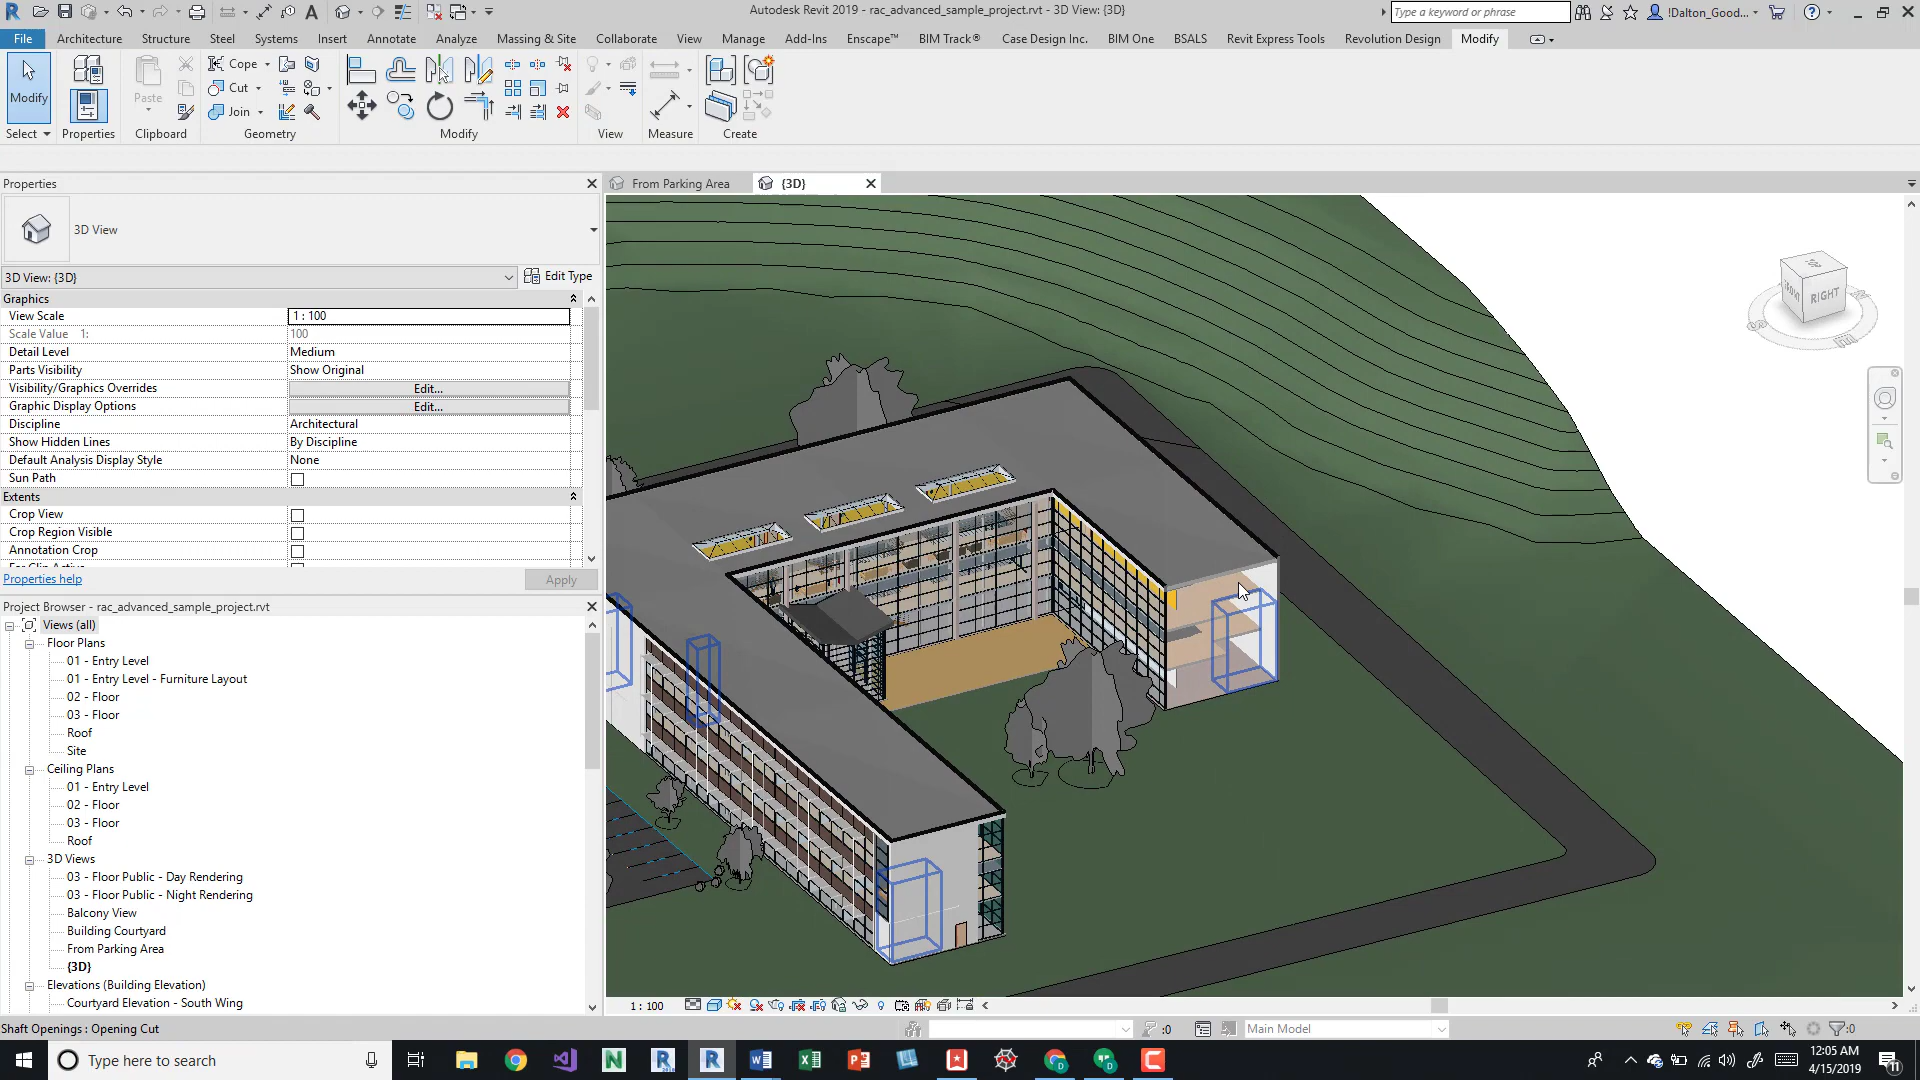 Autodesk Revit 2019 - rac_advanced_sample_project.rvt - 3D View: {3D}
Type a keyword or phrase
!Dalton_Good...
File Architecture Structure Steel Systems Insert Annotate Analyze Massing & Site Collaborate View Manage Add-Ins Enscape™ BIM Track® Case Design Inc. BIM One BSALS Revit Express Tools Revolution Design Modify
Modify
Paste
Cope
Cut
Join
Select Properties Clipboard Geometry Modify View Measure Create
Properties
From Parking Area
{3D}
3D View
3D View: {3D}
Edit Type
Graphics
View Scale 1 : 100
Scale Value 1: 100
Detail Level Medium
Parts Visibility Show Original
Visibility/Graphics Overrides Edit...
Graphic Display Options Edit...
Discipline Architectural
Show Hidden Lines By Discipline
Default Analysis Display Style None
Sun Path
Extents
Crop View
Crop Region Visible
Annotation Crop
Properties help
Apply
RIGHT
Project Browser - rac_advanced_sample_project.rvt
Views (all)
Floor Plans
01 - Entry Level
01 - Entry Level - Furniture Layout
02 - Floor
03 - Floor
Roof
Site
Ceiling Plans
01 - Entry Level
02 - Floor
03 - Floor
Roof
3D Views
03 - Floor Public - Day Rendering
03 - Floor Public - Night Rendering
Balcony View
Building Courtyard
From Parking Area
{3D}
Elevations (Building Elevation)
Courtyard Elevation - South Wing
1 : 100
Shaft Openings : Opening Cut
:0
Main Model
:0
Type here to search
12:05 AM
4/15/2019
11